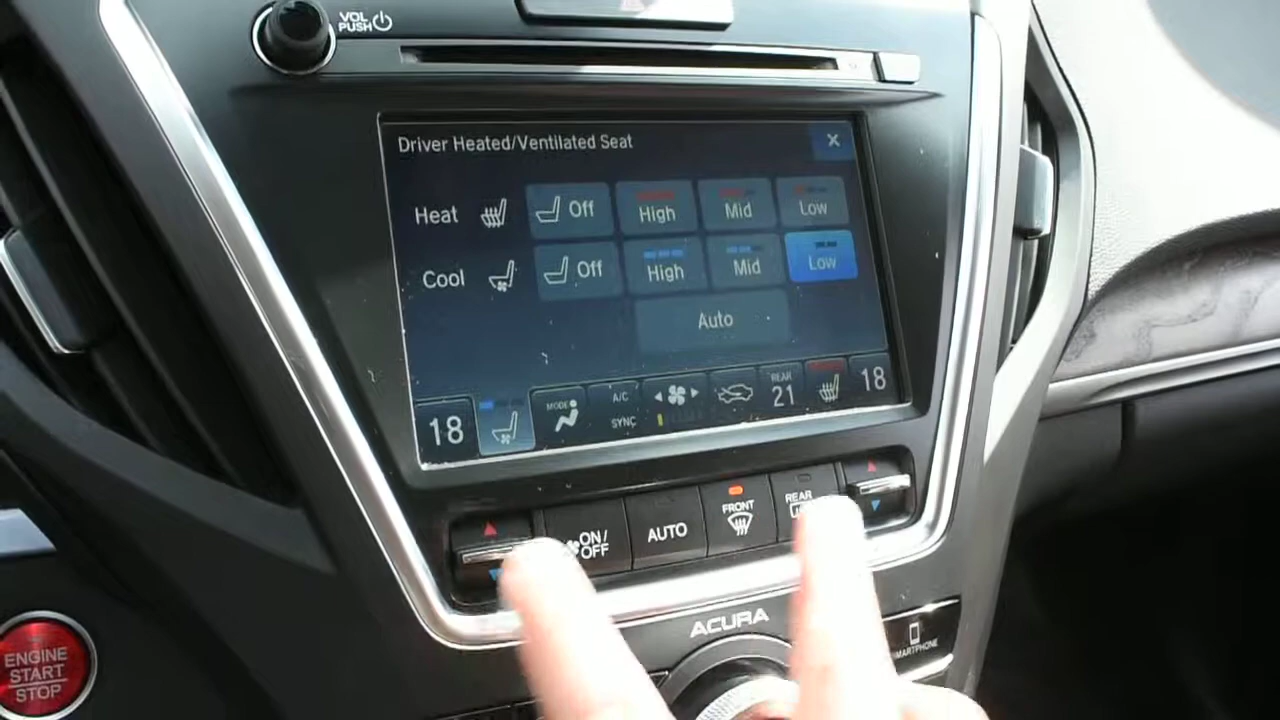 VOL
PUSH
Driver Heated/Ventilated Seat
X
Heat Off High Mid Low
Cool Off High Mid Low
Auto
18 MODE A/C SYNC REAR 21 18
ON/OFF AUTO FRONT REAR
ACURA
SMARTPHONE
ENGINE
START
STOP